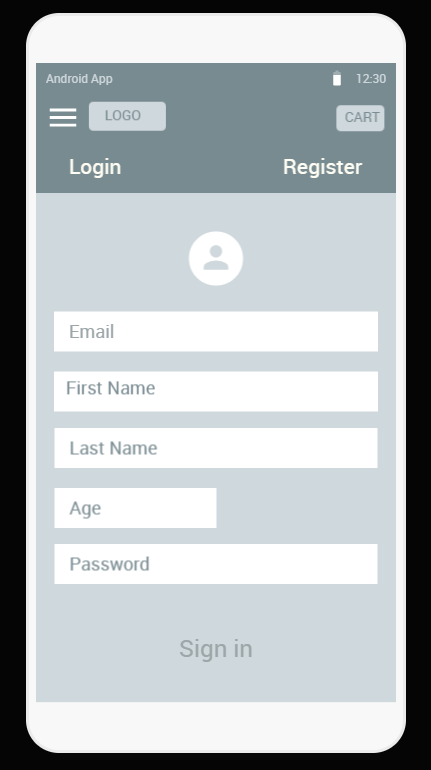 Android App 12:30
LOGO CART
Login Register
Email
First Name
Last Name
Age
Password
Sign in